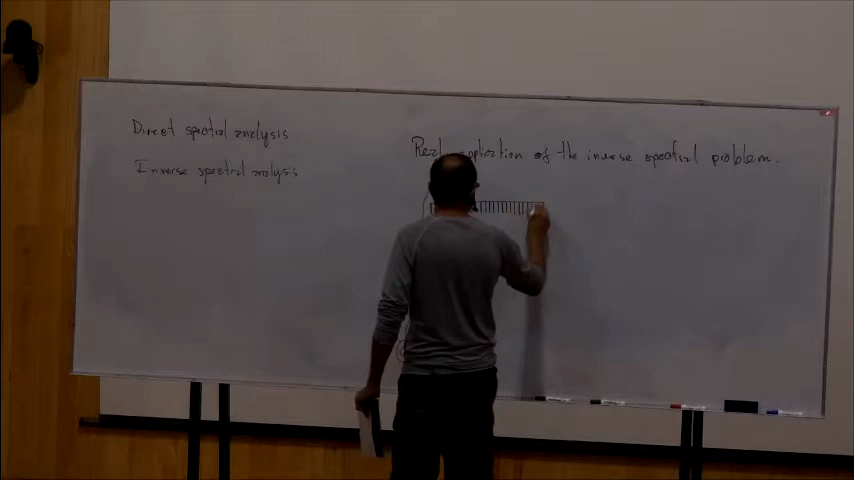 Direct spectral analysis
Inverse spectral analysis
Real application of the inverse spectral problem.